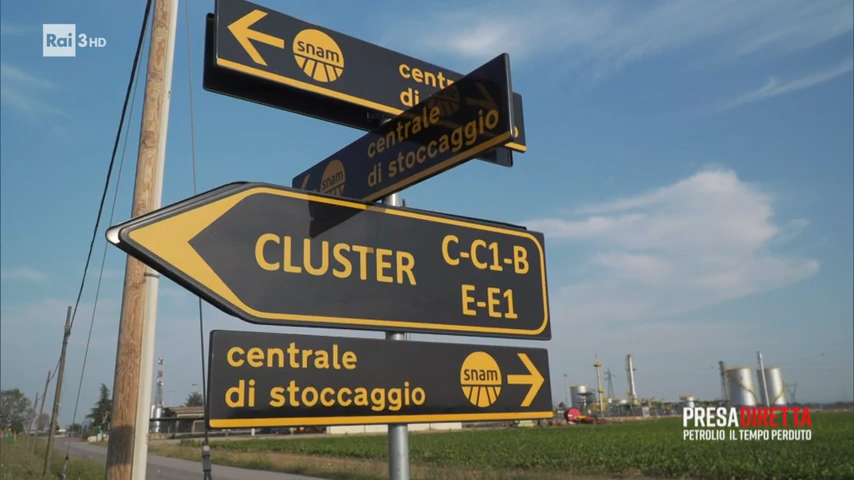 Rai 3 HD
snam
centr
di
snam
centrale
di stoccaggio
CLUSTER
C-C1-B
E-E1
centrale
di stoccaggio
snam
PRESADIRETTA
PETROLIO IL TEMPO PERDUTO